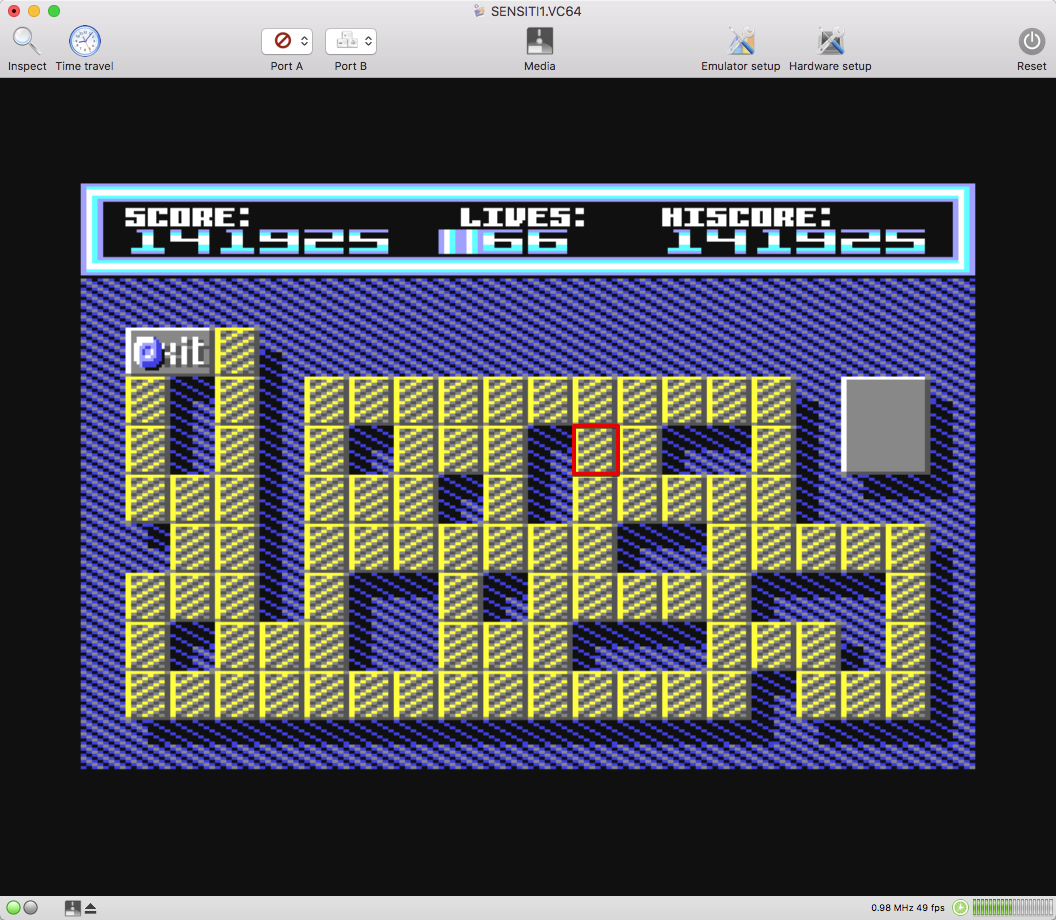 SENSITI1.VC64
Inspect Time travel Port A Port B Media Emulator setup Hardware setup Reset
SCORE: LIVES: HISCORE:
141925 66 141925
xit
0.98 MHz 49 fps